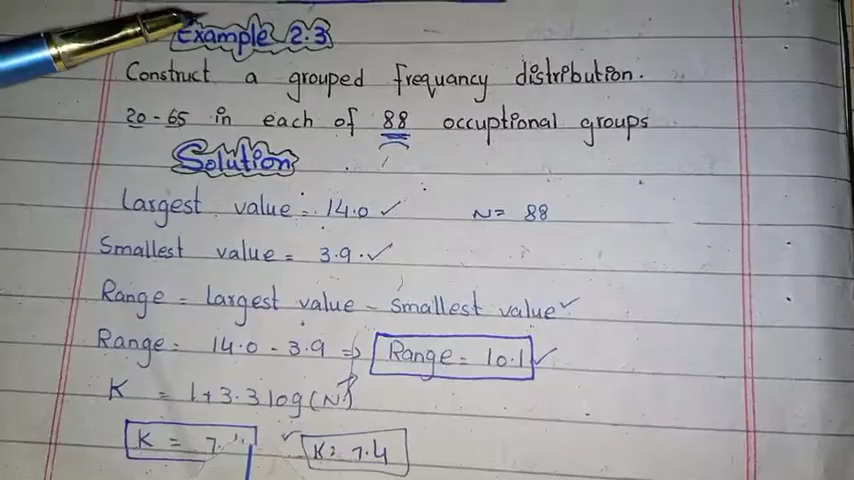 Example 2.3
Construct a grouped frequancy distribution.
20-65 in each of 88 occuptional groups
Solution
Largest value = 14.0 ✓ N= 88
Smallest value = 3.9. ✓
Range = largest value - smallest value ✓
Range = 14.0 - 3.9 ⇒ Range = 10.1 ✓
K = 1+3.3 log(N)
K = 7. ✓ K= 7.4